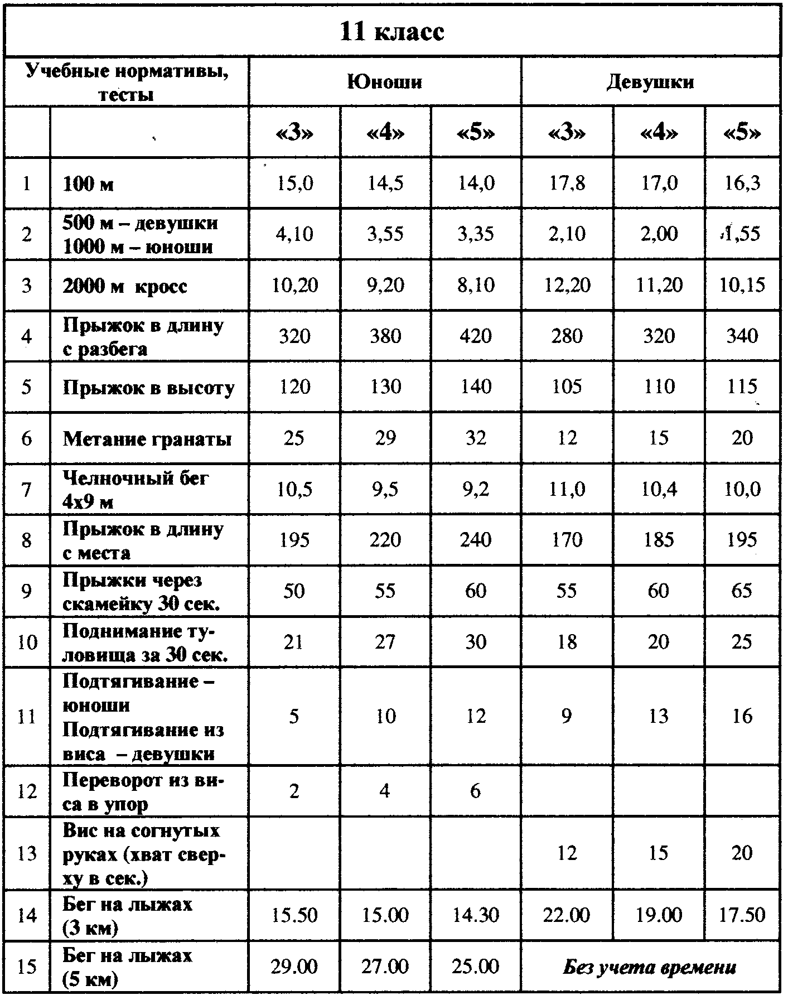 11 класс
Учебные нормативы,
тесты
Юноши
Девушки
«3» «4» «5» «3» «4» «5»
1 100 м 15,0 14,5 14,0 17,8 17,0 16,3
2 500 м – девушки
1000 м – юноши 4,10 3,55 3,35 2,10 2,00 1,55
3 2000 м кросс 10,20 9,20 8,10 12,20 11,20 10,15
4 Прыжок в длину
с разбега 320 380 420 280 320 340
5 Прыжок в высоту 120 130 140 105 110 115
6 Метание гранаты 25 29 32 12 15 20
7 Челночный бег
4х9 м 10,5 9,5 9,2 11,0 10,4 10,0
8 Прыжок в длину
с места 195 220 240 170 185 195
9 Прыжки через
скамейку 30 сек. 50 55 60 55 60 65
10 Поднимание ту-
ловища за 30 сек. 21 27 30 18 20 25
11 Подтягивание –
юноши
Подтягивание из
виса – девушки 5 10 12 9 13 16
12 Переворот из ви-
са в упор 2 4 6
13 Вис на согнутых
руках (хват свер-
ху в сек.) 12 15 20
14 Бег на лыжах
(3 км) 15.50 15.00 14.30 22.00 19.00 17.50
15 Бег на лыжах
(5 км) 29.00 27.00 25.00 Без учета времени